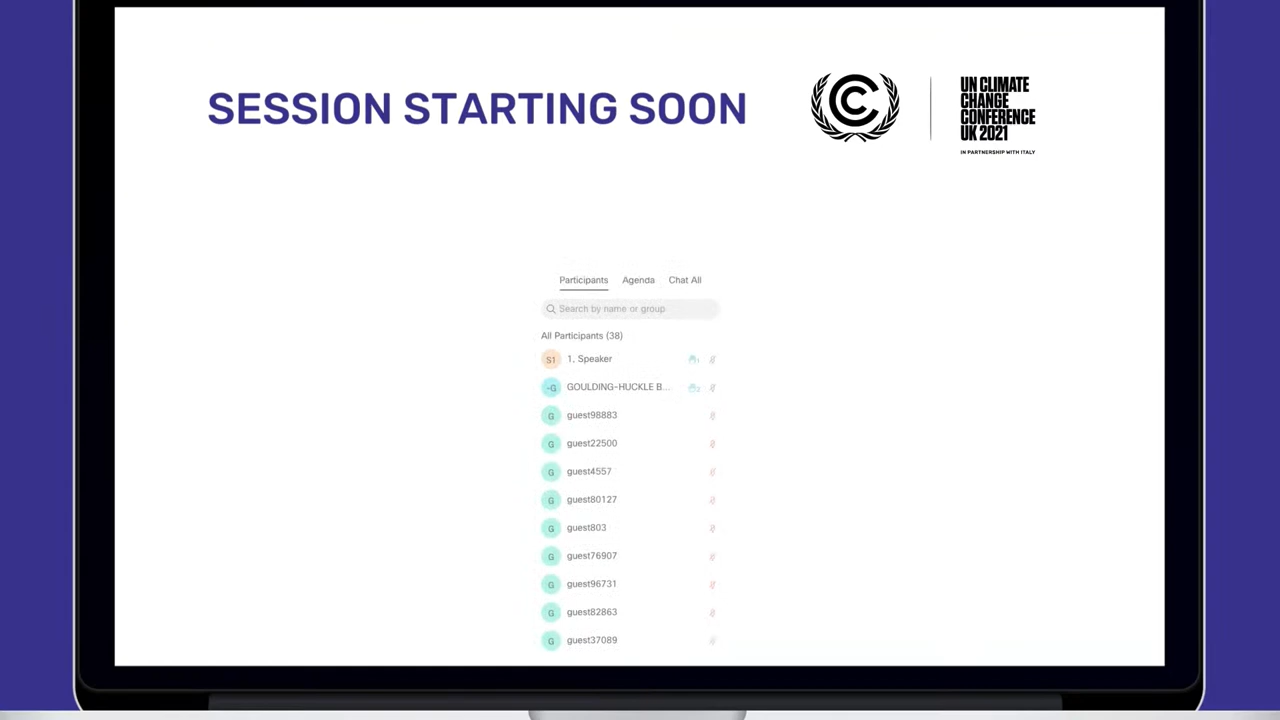 SESSION STARTING SOON
UN CLIMATE
CHANGE
CONFERENCE
UK 2021
IN PARTNERSHIP WITH ITALY
Participants Agenda Chat All
Search by name or group
All Participants (38)
S1 1. Speaker 1
-G GOULDING-HUCKLE B... 2
G guest98883
G guest22500
G guest4557
G guest80127
G guest803
G guest76907
G guest96731
G guest82863
G guest37089